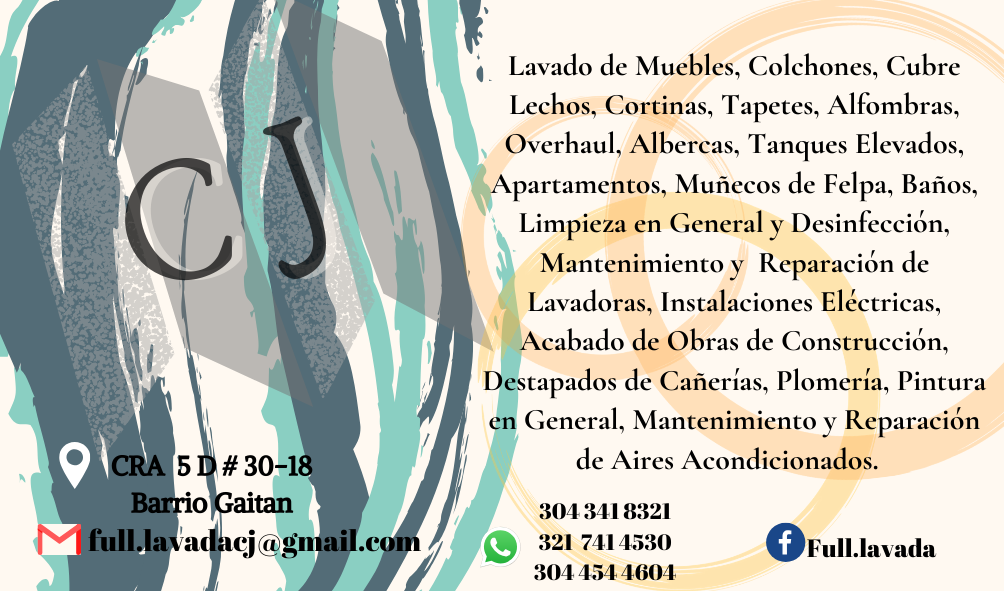 CJ
CRA 5 D # 30-18
Barrio Gaitan
full.lavadacj@gmail.com
Lavado de Muebles, Colchones, Cubre
Lechos, Cortinas, Tapetes, Alfombras,
Overhaul, Albercas, Tanques Elevados,
Apartamentos, Muñecos de Felpa, Baños,
Limpieza en General y Desinfección,
Mantenimiento y Reparación de
Lavadoras, Instalaciones Eléctricas,
Acabado de Obras de Construcción,
Destapados de Cañerías, Plomería, Pintura
en General, Mantenimiento y Reparación
de Aires Acondicionados.
304 341 8321
321 741 4530
304 454 4604
Full.lavada